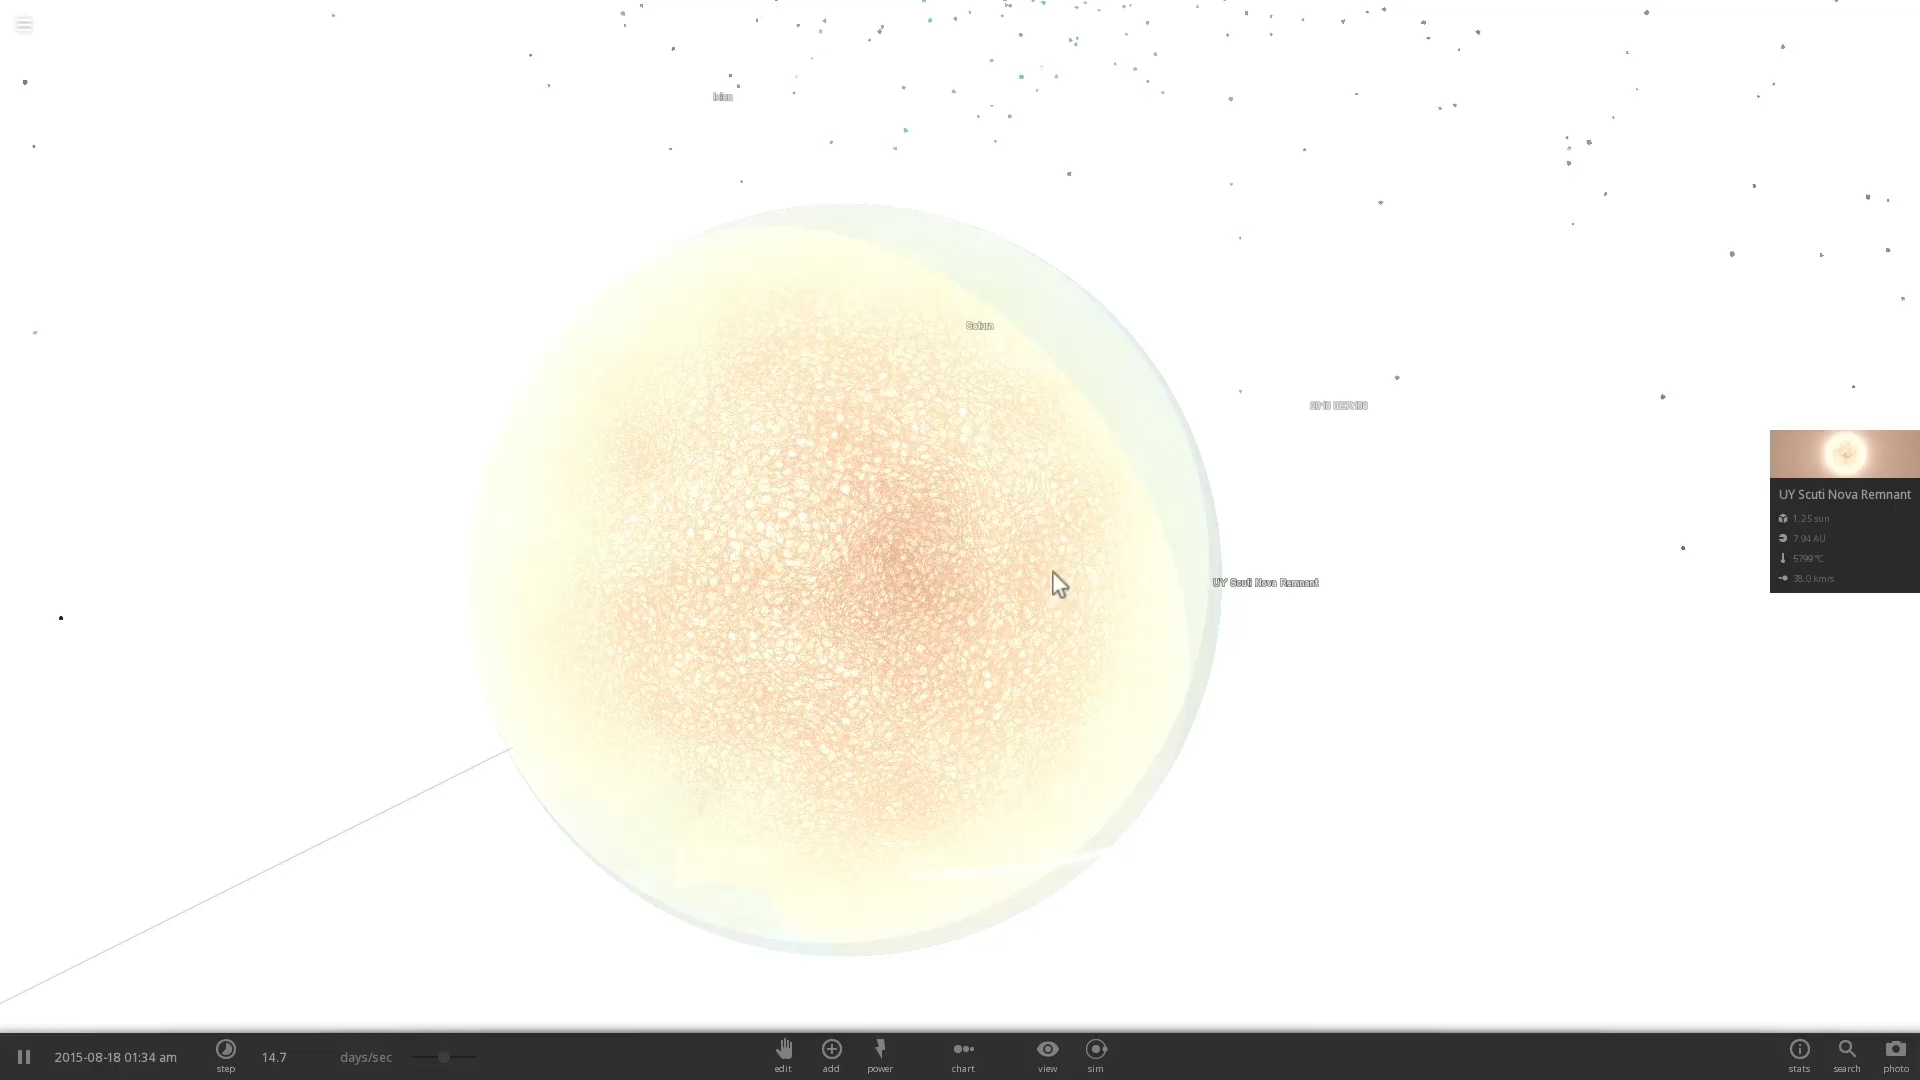 Saturn
UY Scuti Nova Remnant
UY Scuti Nova Remnant
1.25 sun
7.94 AU
5799 °C
38.0 km/s
2015-08-18 01:34 am
step
14.7
days/sec
edit
add
power
chart
view
sim
stats
search
photo